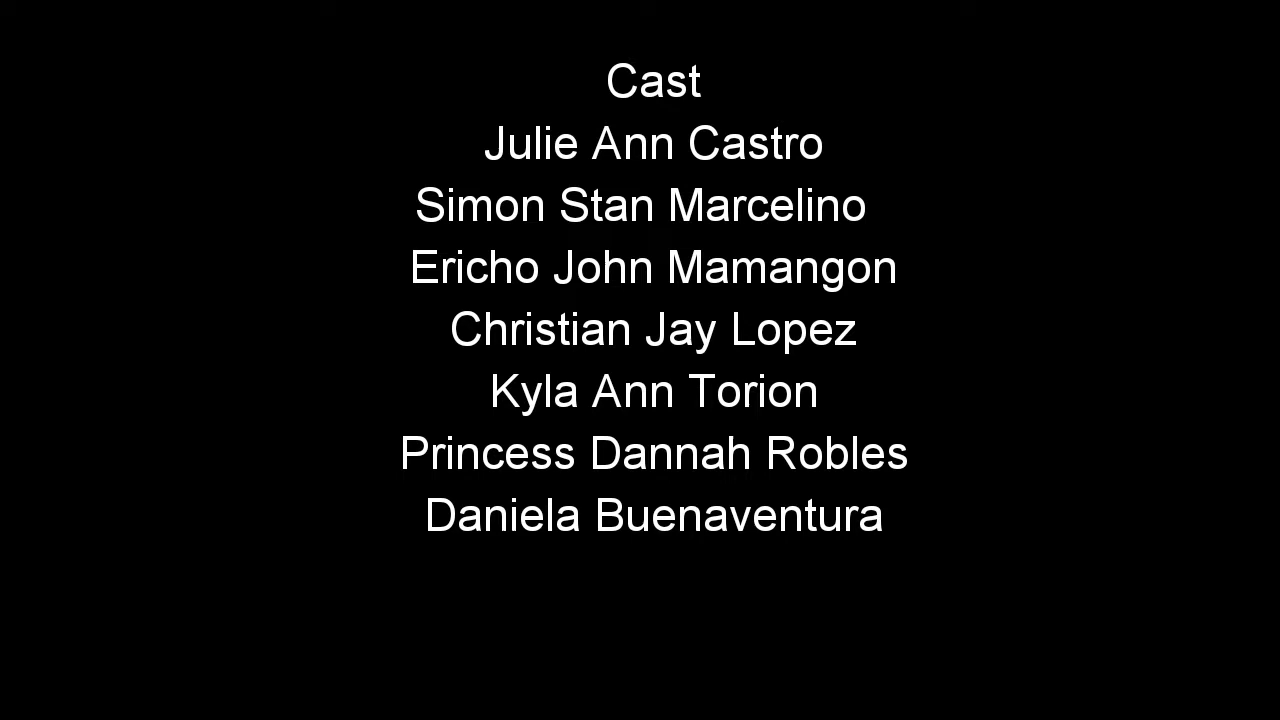 Cast
Julie Ann Castro
Simon Stan Marcelino
Ericho John Mamangon
Christian Jay Lopez
Kyla Ann Torion
Princess Dannah Robles
Daniela Buenaventura